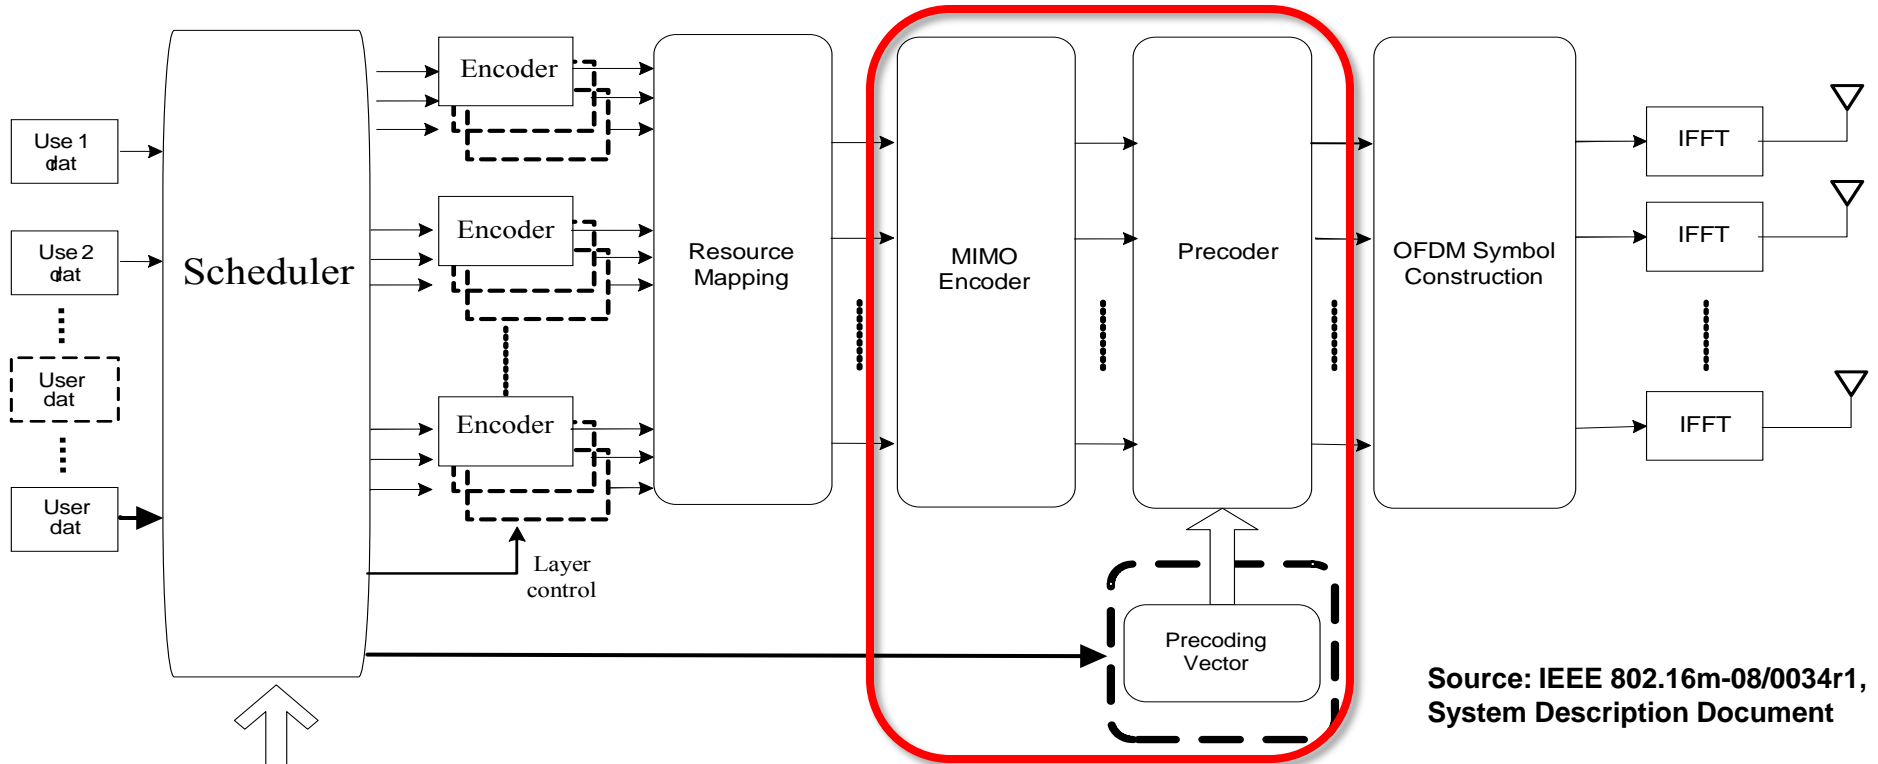 Use 1
dat
Use 2
dat
User
dat
User
dat
Scheduler
Encoder
Encoder
Encoder
Layer
control
Resource
Mapping
MIMO
Encoder
Precoder
Precoding
Vector
OFDM Symbol
Construction
IFFT
IFFT
IFFT
Source: IEEE 802.16m-08/0034r1,
System Description Document